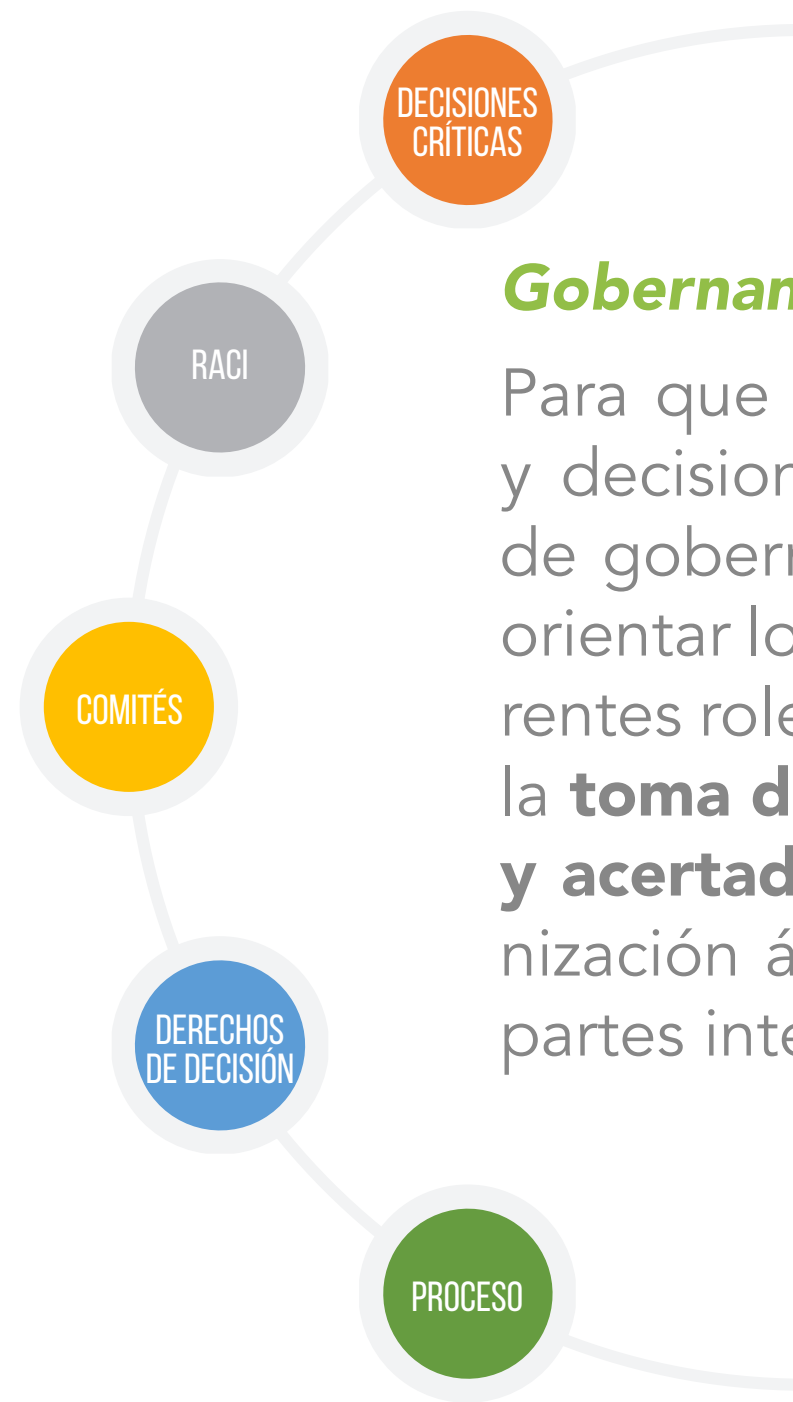 DECISIONES
CRÍTICAS
RACI
COMITÉS
DERECHOS
DE DECISIÓN
PROCESO
Gobernan
Para que
y decision
de gobern
orientar lo
rentes role
la toma d
y acertad
nización á
partes inte